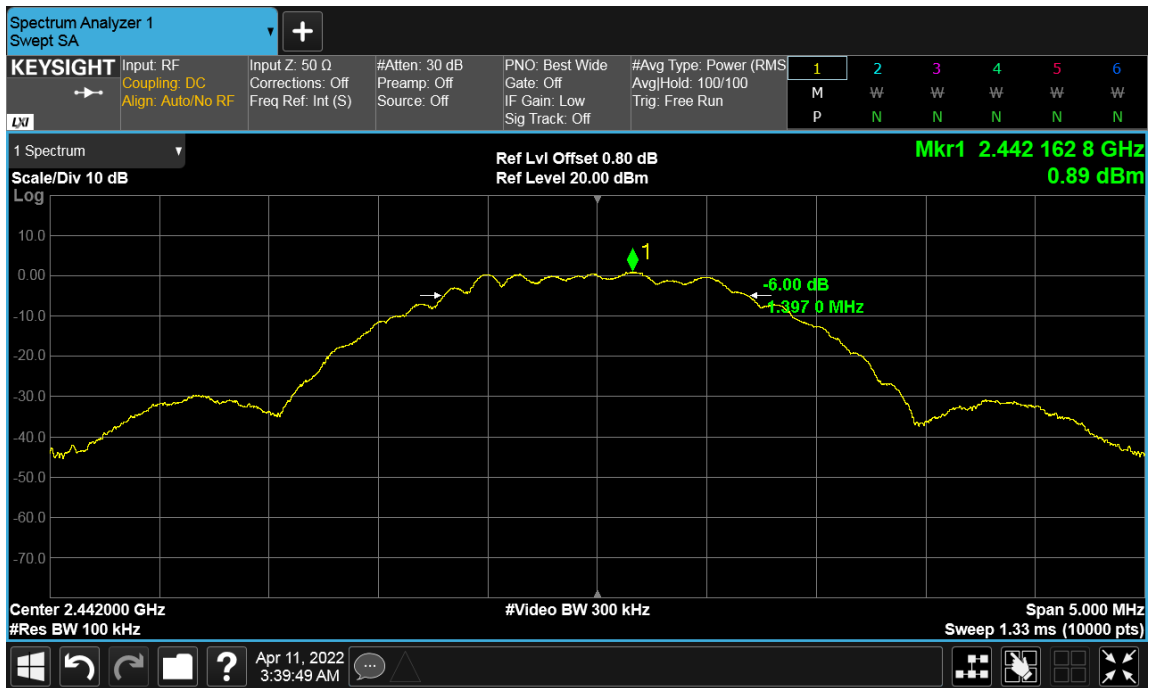 Spectrum Analyzer 1
Swept SA
KEYSIGHT
LXI
Input: RF
Coupling: DC
Align: Auto/No RF
Input Z: 50 Ω
Corrections: Off
Freq Ref: Int (S)
#Atten: 30 dB
Preamp: Off
Source: Off
PNO: Best Wide
Gate: Off
IF Gain: Low
Sig Track: Off
#Avg Type: Power (RMS
Avg|Hold: 100/100
Trig: Free Run
1 2 3 4 5 6
M W W W W W
P N N N N N
1 Spectrum
Scale/Div 10 dB
Log
Ref Lvl Offset 0.80 dB
Ref Level 20.00 dBm
Mkr1 2.442 162 8 GHz
0.89 dBm
10.0
0.00
-10.0
-20.0
-30.0
-40.0
-50.0
-60.0
-70.0
1
-6.00 dB
1.397 0 MHz
Center 2.442000 GHz
#Video BW 300 kHz
Span 5.000 MHz
#Res BW 100 kHz
Sweep 1.33 ms (10000 pts)
?
Apr 11, 2022
3:39:49 AM